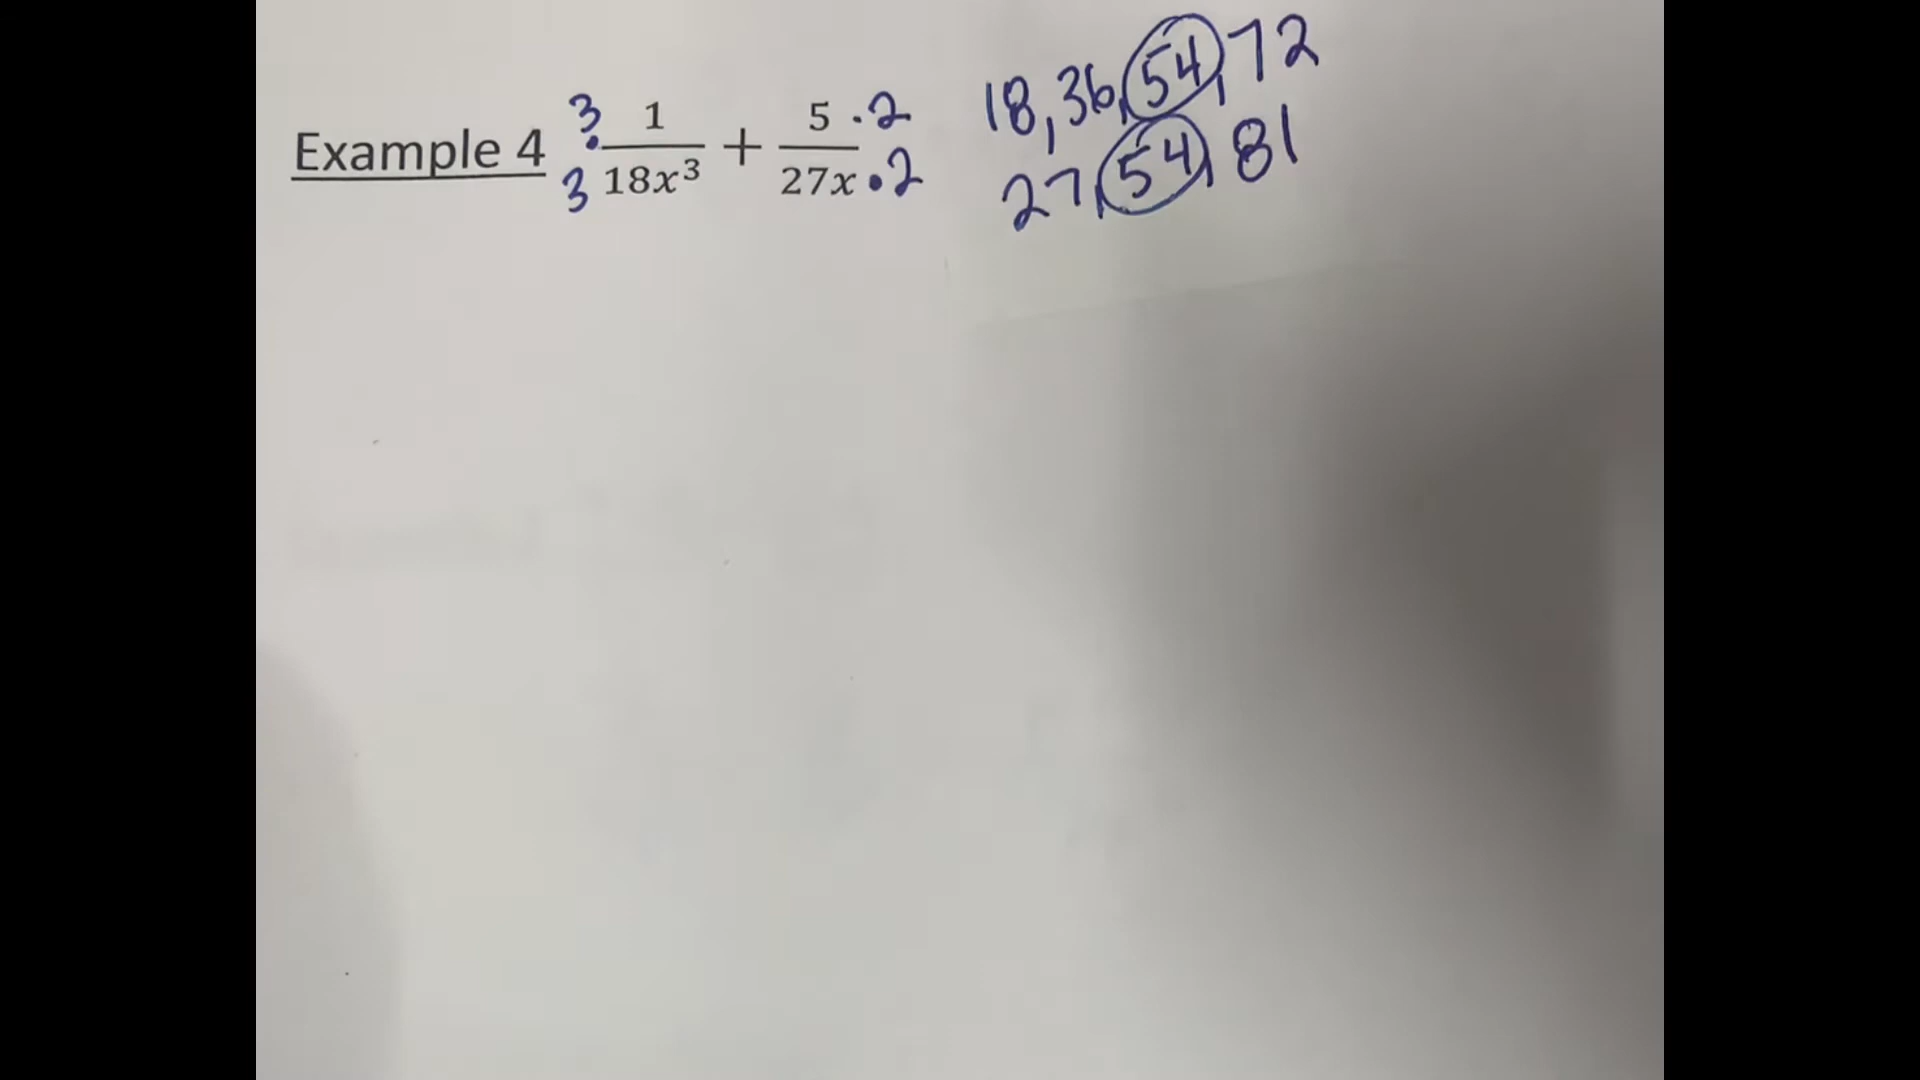 Example 4 3 · 1/18x³ + 5/27x · 2
3 · 2
18, 36, 54, 72
27, 54, 81